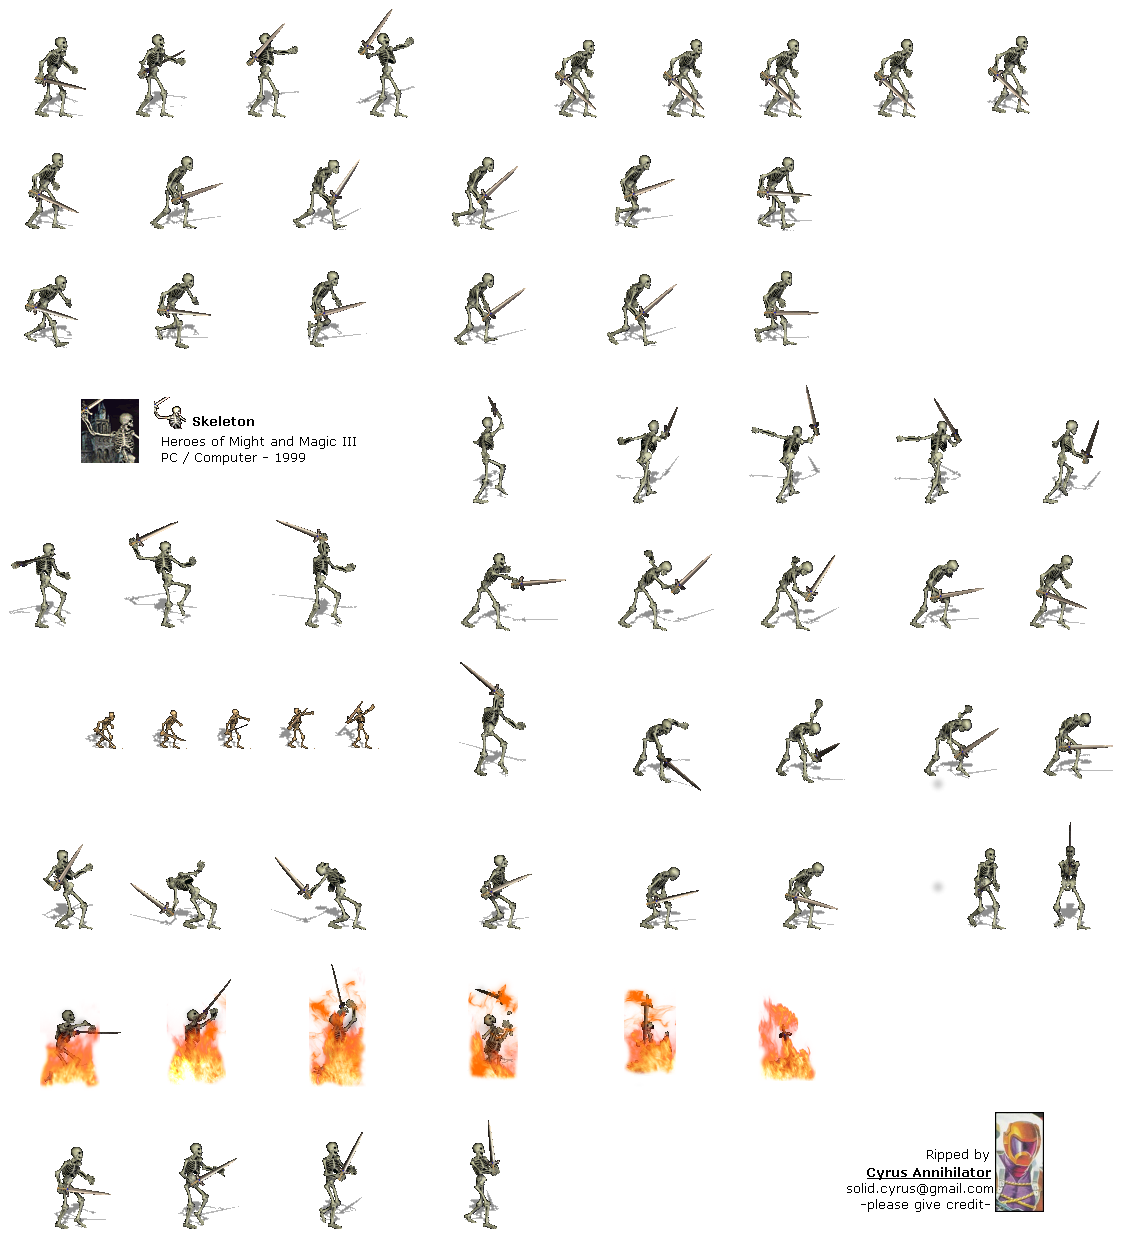 Skeleton
Heroes of Might and Magic III
PC / Computer - 1999
Ripped by
Cyrus Annihilator
solid.cyrus@gmail.com
-please give credit-